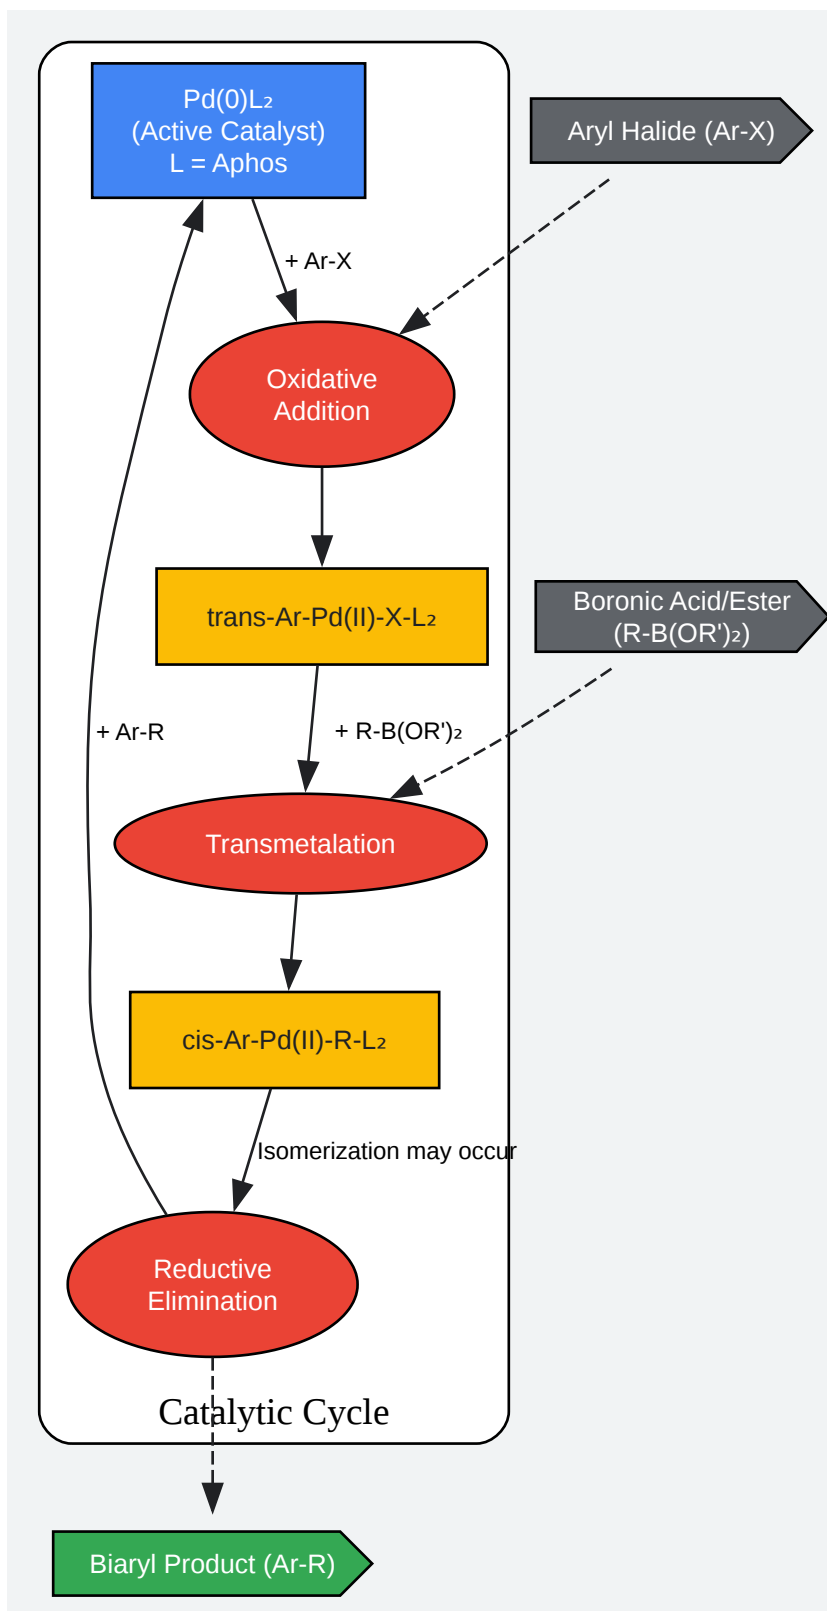 Pd(0)L₂
(Active Catalyst)
L = Aphos
Aryl Halide (Ar-X)
+ Ar-X
Oxidative
Addition
trans-Ar-Pd(II)-X-L₂
Boronic Acid/Ester
(R-B(OR')₂)
+ Ar-R
+ R-B(OR')₂
Transmetalation
cis-Ar-Pd(II)-R-L₂
Isomerization may occur
Reductive
Elimination
Catalytic Cycle
Biaryl Product (Ar-R)